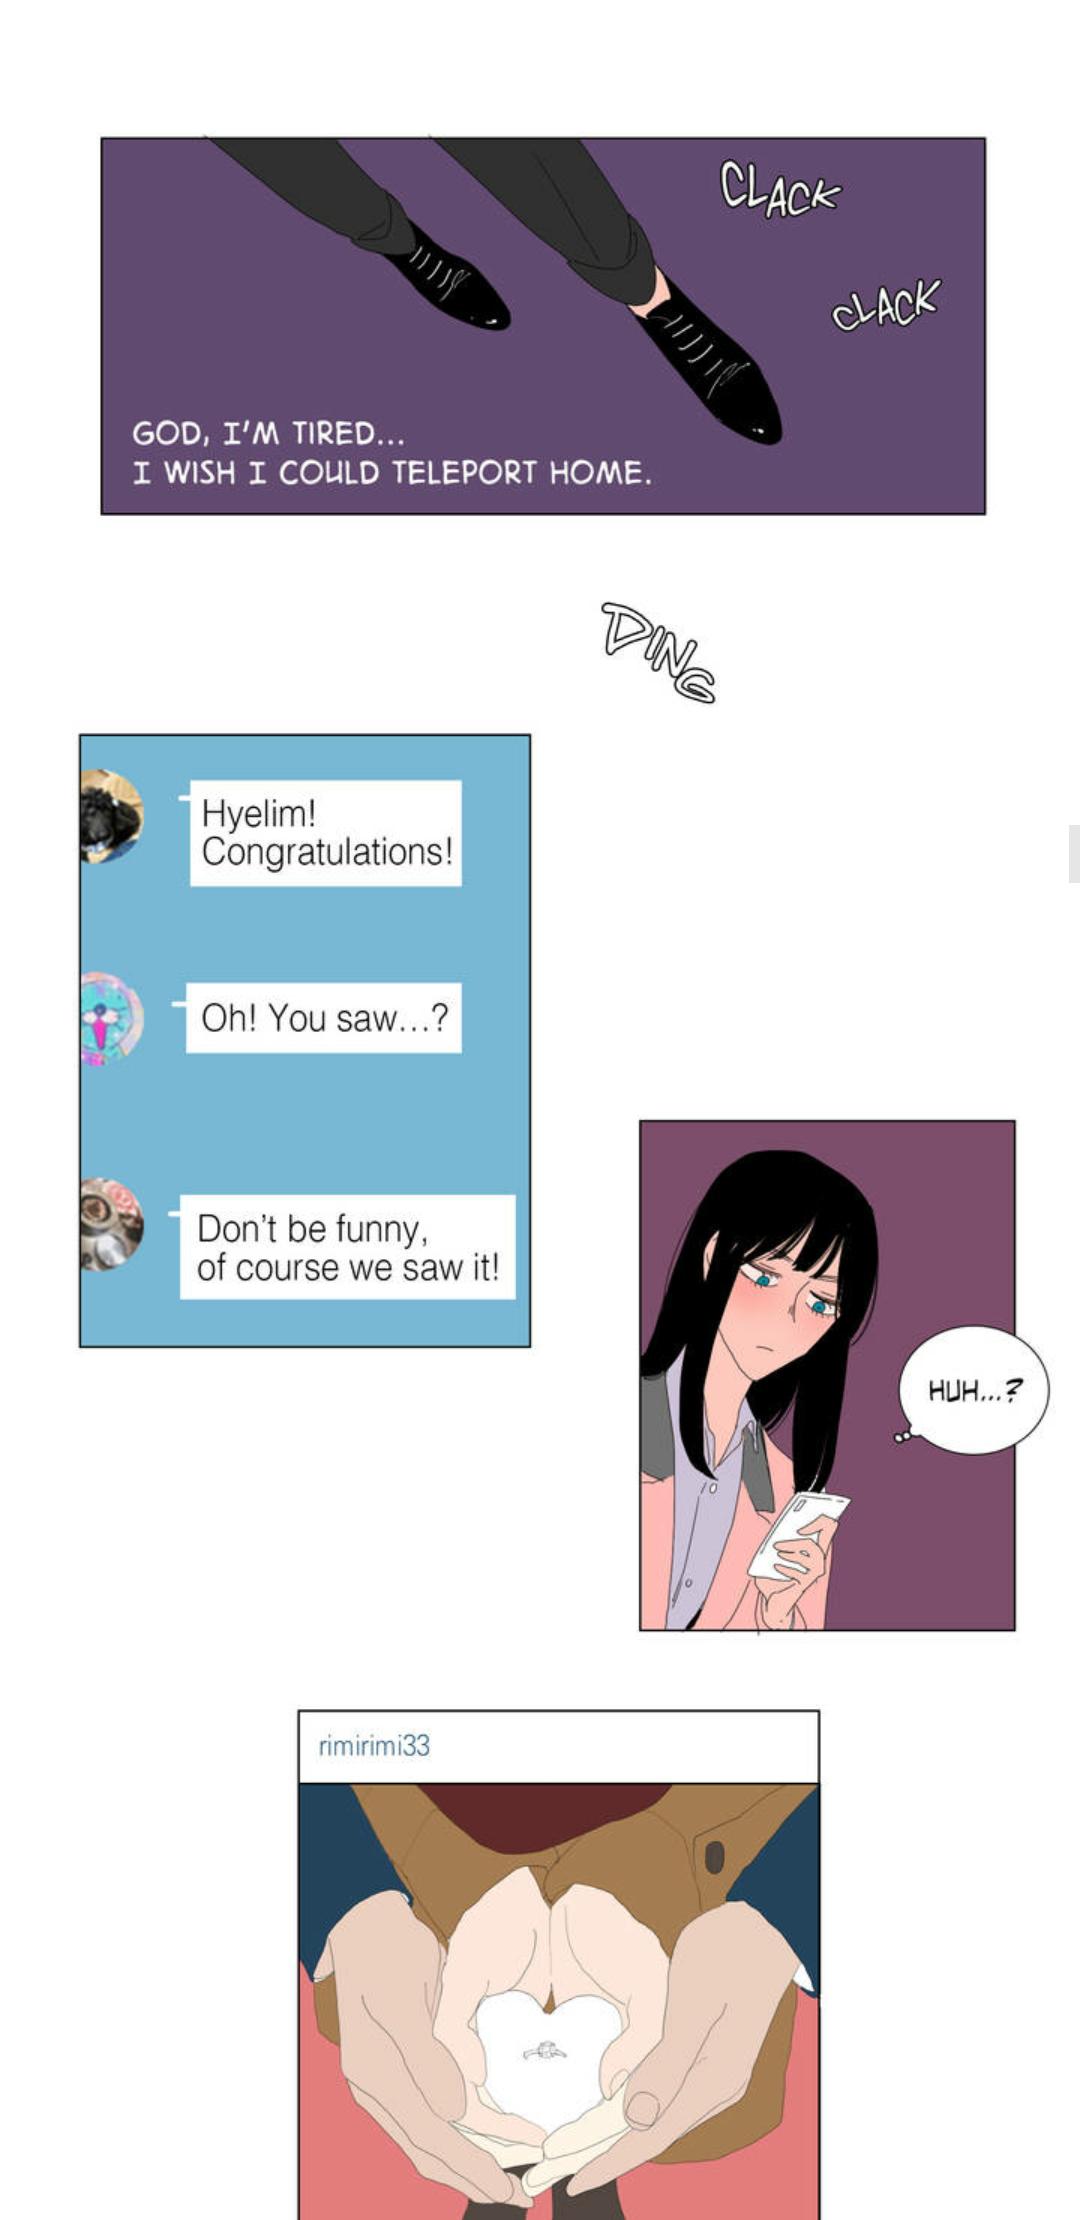 CLACK
CLACK
GOD, I'M TIRED...
I WISH I COULD TELEPORT HOME.
DING
Hyelim!
Congratulations!
Oh! You saw...?
Don't be funny,
of course we saw it!
HUH...?
rimirimi33